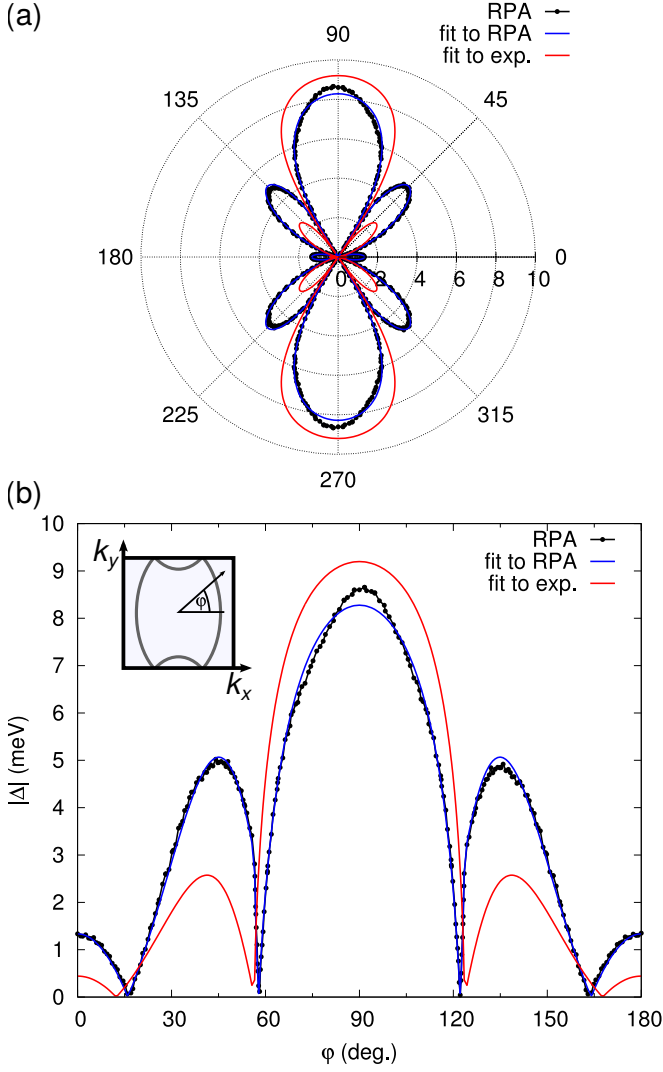 (a)
RPA
fit to RPA
fit to exp.
90
135
45
180
0
0 2 4 6 8 10
225
315
270
(b)
10
9
8
7
6
5
4
3
2
1
0
|Δ| (meV)
RPA
fit to RPA
fit to exp.
k_y
φ
k_x
0 30 60 90 120 150 180
φ (deg.)